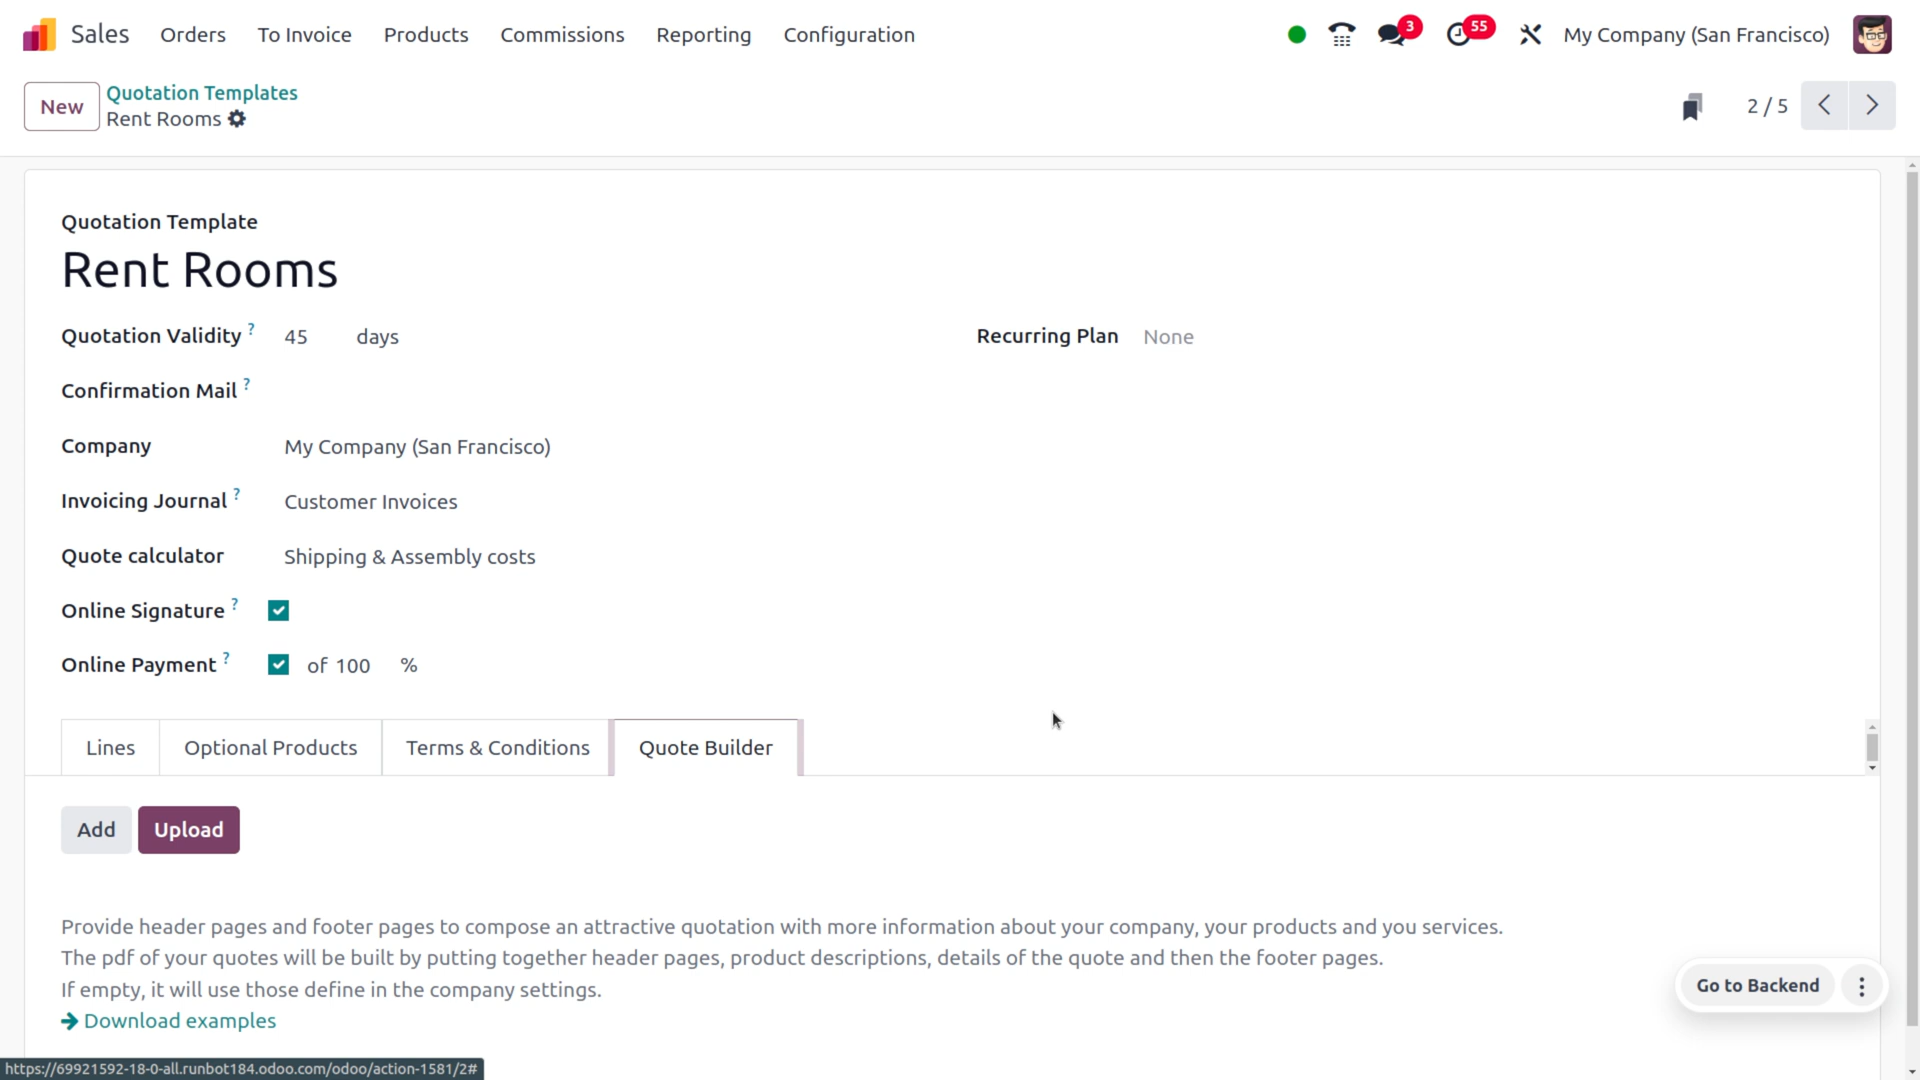 Sales Orders To Invoice Products Commissions Reporting Configuration 3 55 My Company (San Francisco)
New Quotation Templates
Rent Rooms 2 / 5
Quotation Template
Rent Rooms
Quotation Validity ? 45 days Recurring Plan None
Confirmation Mail ?
Company My Company (San Francisco)
Invoicing Journal ? Customer Invoices
Quote calculator Shipping & Assembly costs
Online Signature ?
Online Payment ? of 100 %
Lines Optional Products Terms & Conditions Quote Builder
Add Upload
Provide header pages and footer pages to compose an attractive quotation with more information about your company, your products and you services.
The pdf of your quotes will be built by putting together header pages, product descriptions, details of the quote and then the footer pages.
If empty, it will use those define in the company settings.
Go to Backend
Download examples
https://69921592-18-0-all.runbot184.odoo.com/odoo/action-1581/2#